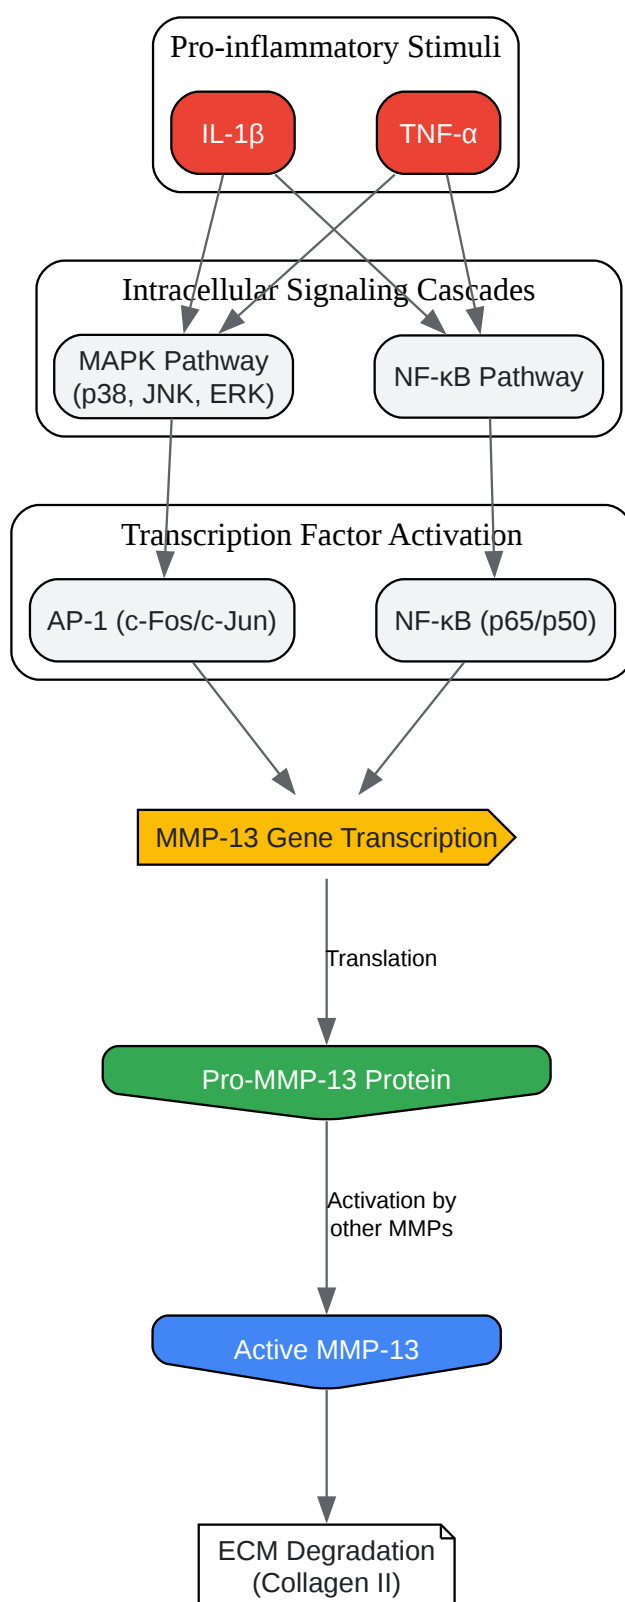 Pro-inflammatory Stimuli
IL-1β
TNF-α
Intracellular Signaling Cascades
MAPK Pathway
(p38, JNK, ERK)
NF-κB Pathway
Transcription Factor Activation
AP-1 (c-Fos/c-Jun)
NF-κB (p65/p50)
MMP-13 Gene Transcription
Translation
Pro-MMP-13 Protein
Activation by
other MMPs
Active MMP-13
ECM Degradation
(Collagen II)